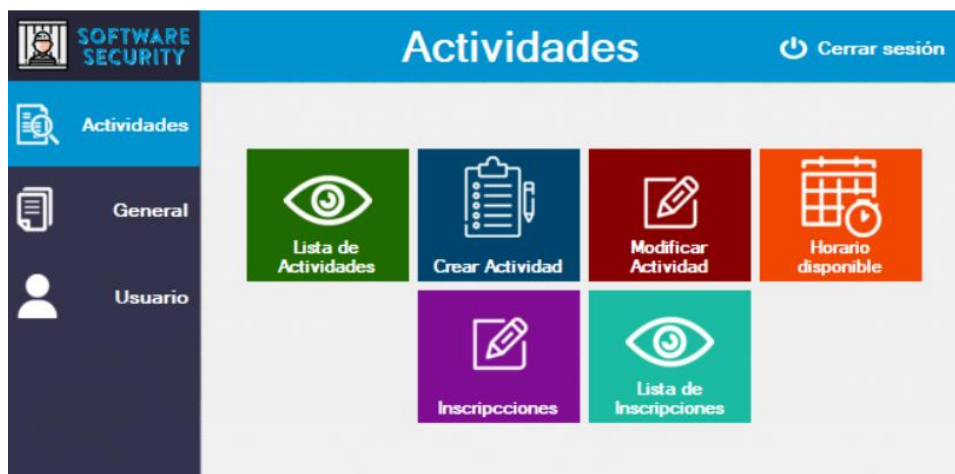 SOFTWARE
SECURITY
Actividades
Cerrar sesión
Actividades
General
Usuario
Lista de
Actividades
Crear Actividad
Modificar
Actividad
Horario
disponible
Inscripcciones
Lista de
Inscripciones